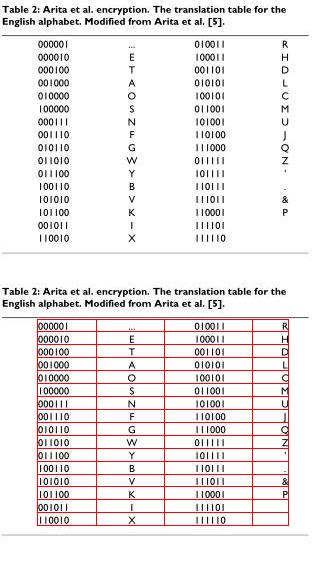 Table 2: Arita et al. encryption. The translation table for the
English alphabet. Modified from Arita et al. [5].
000001 ... 010011 R
000010 E 100011 H
000100 T 001101 D
001000 A 010101 L
010000 O 100101 C
100000 S 011001 M
000111 N 101001 U
001110 F 110100 J
010110 G 111000 Q
011010 W 011111 Z
011100 Y 101111 '
100110 B 110111 .
101010 V 111011 &
101100 K 110001 P
001011 I 111101
110010 X 111110
Table 2: Arita et al. encryption. The translation table for the
English alphabet. Modified from Arita et al. [5].
000001 ... 010011 R
000010 E 100011 H
000100 T 001101 D
001000 A 010101 L
010000 O 100101 C
100000 S 011001 M
000111 N 101001 U
001110 F 110100 J
010110 G 111000 Q
011010 W 011111 Z
011100 Y 101111 '
100110 B 110111 .
101010 V 111011 &
101100 K 110001 P
001011 I 111101
110010 X 111110